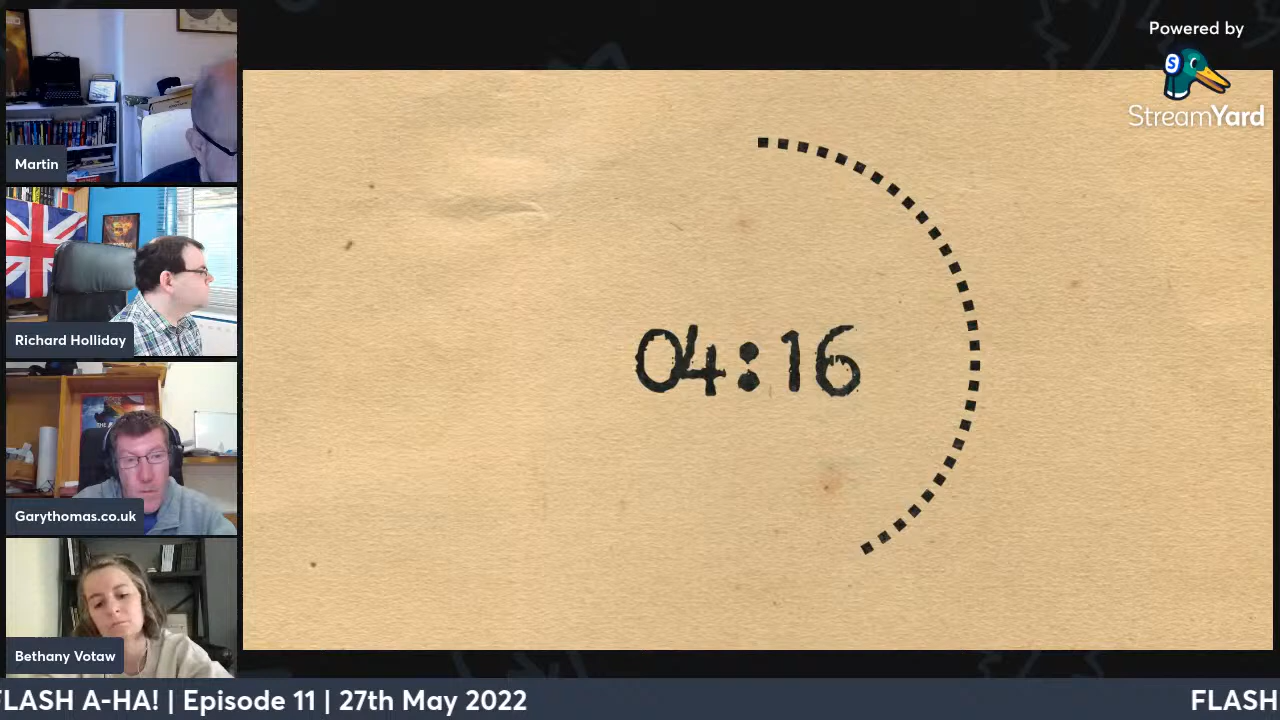 Powered by
StreamYard
Martin
Richard Holliday
Garythomas.co.uk
Bethany Votaw
04:16
FLASH A-HA! | Episode 11 | 27th May 2022
FLASH